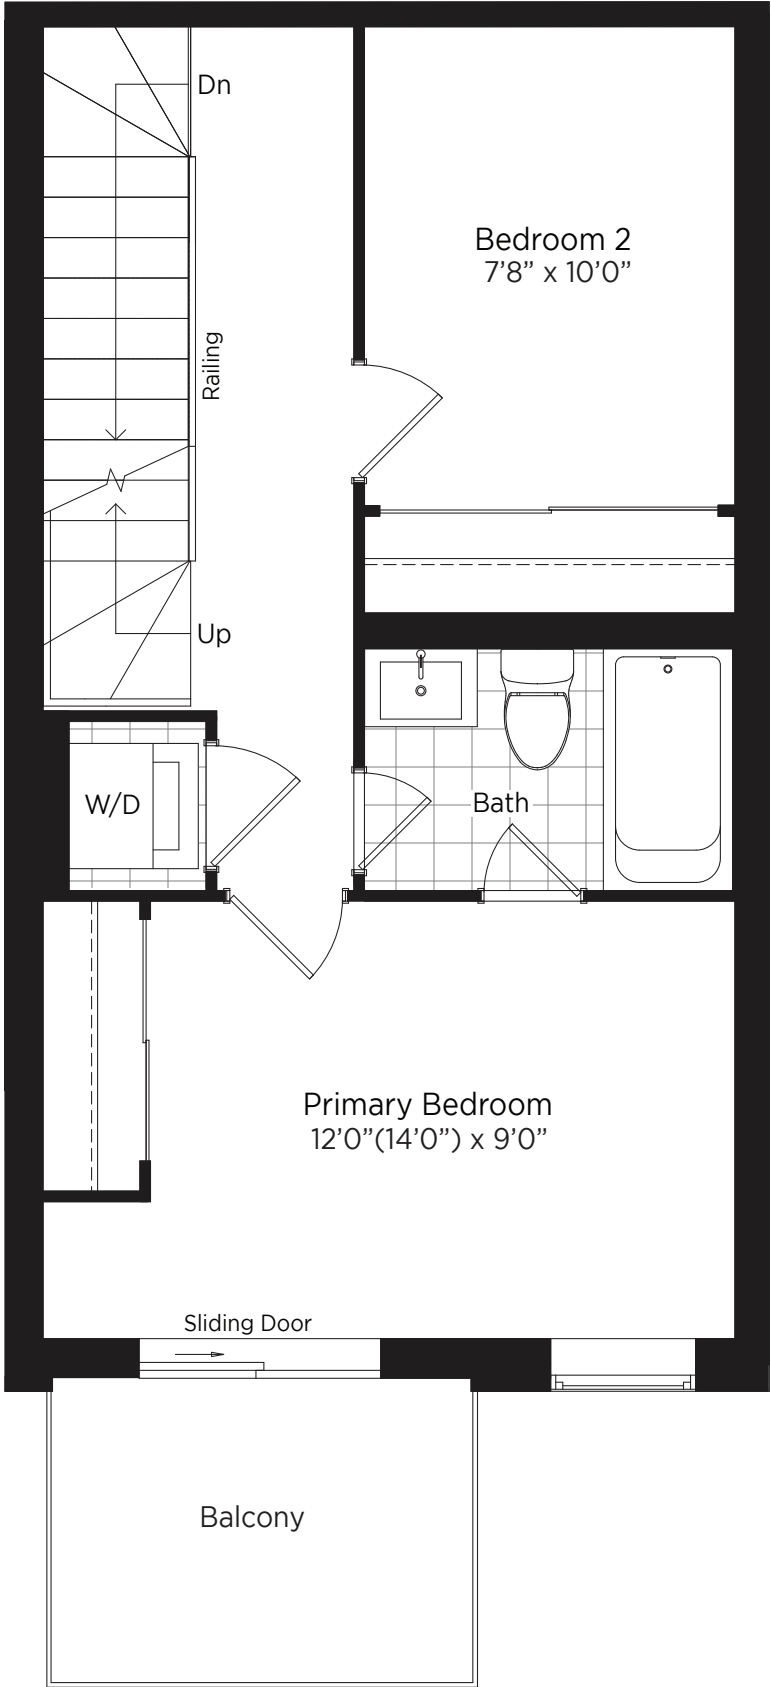 Dn
Bedroom 2
7’8” x 10’0”
Railing
Up
W/D
Bath
Primary Bedroom
12’0”(14’0”) x 9’0”
Sliding Door
Balcony